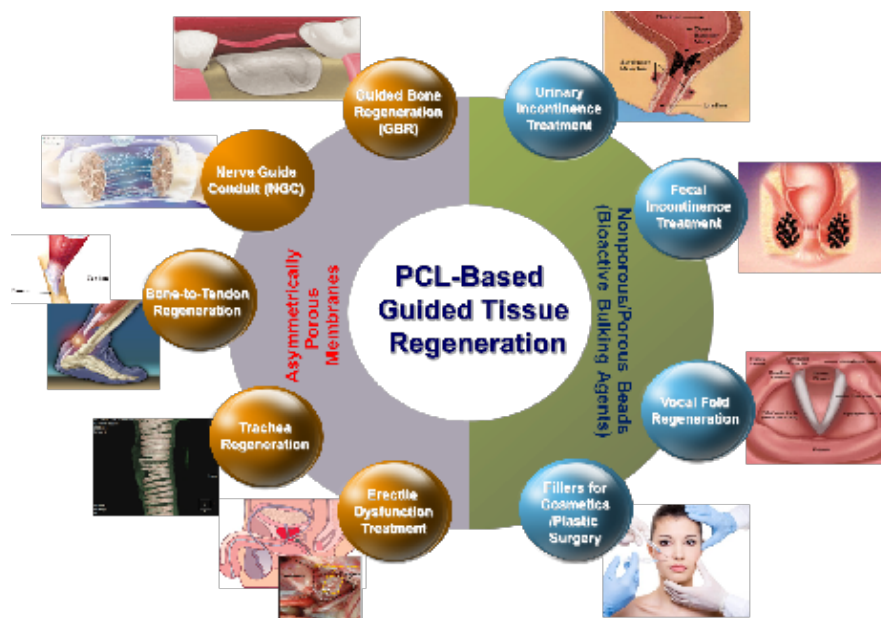 PCL-Based
Guided Tissue
Regeneration
Asymmetrically
Porous
Membranes
Nonporous/Porous Beads
(Bioactive Bulking Agents)
Guided Bone
Regeneration
(GBR)
Nerve Guide
Conduit (NGC)
Bone-to-Tendon
Regeneration
Trachea
Regeneration
Erectile
Dysfunction
Treatment
Urinary
Incontinence
Treatment
Fecal
Incontinence
Treatment
Vocal Fold
Regeneration
Fillers for
Cosmetics
/Plastic
Surgery